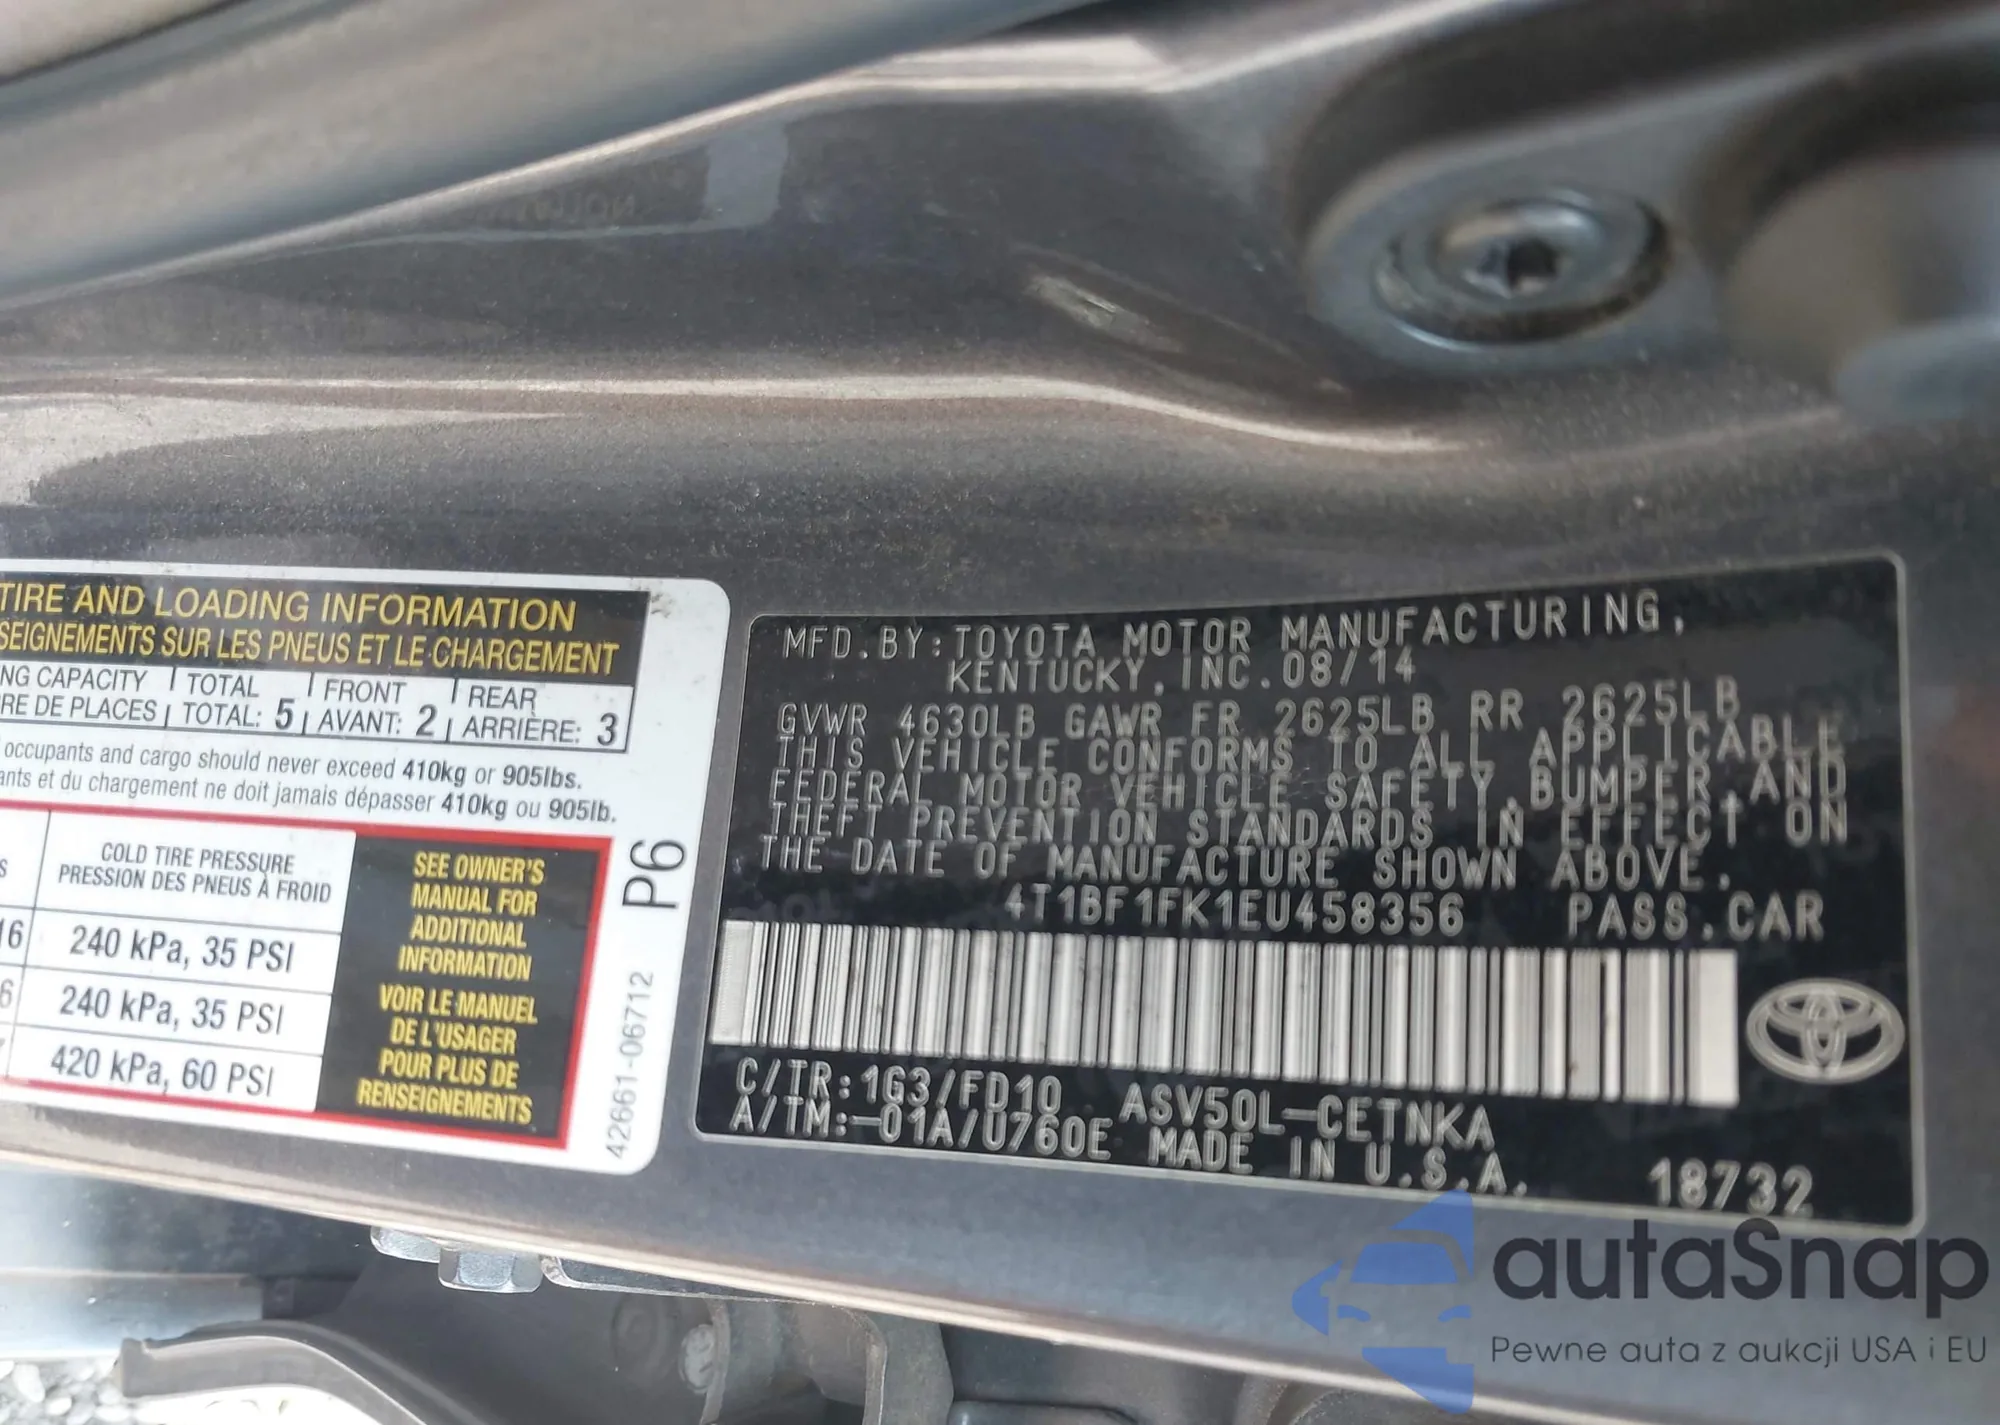 TIRE AND LOADING INFORMATION
SEIGNEMENTS SUR LES PNEUS ET LE CHARGEMENT
NG CAPACITY TOTAL FRONT REAR
RE DE PLACES TOTAL: 5 AVANT: 2 ARRIÈRE: 3
occupants and cargo should never exceed 410kg or 905lbs.
ants et du chargement ne doit jamais dépasser 410kg ou 905lb.
COLD TIRE PRESSURE
PRESSION DES PNEUS À FROID
16 240 kPa, 35 PSI
6 240 kPa, 35 PSI
420 kPa, 60 PSI
SEE OWNER'S
MANUAL FOR
ADDITIONAL
INFORMATION
VOIR LE MANUEL
DE L'USAGER
POUR PLUS DE
RENSEIGNEMENTS
P6
42661-06712
MFD.BY:TOYOTA MOTOR MANUFACTURING,
KENTUCKY,INC.08/14
GVWR 4630LB GAWR FR 2625LB RR 2625LB
THIS VEHICLE CONFORMS TO ALL APPLICABLE
FEDERAL MOTOR VEHICLE SAFETY,BUMPER,AND
THEFT PREVENTION STANDARDS IN EFFECT ON
THE DATE OF MANUFACTURE SHOWN ABOVE.
4T1BF1FK1EU458356 PASS.CAR
C/TR:1G3/FD10 ASV50L-CETNKA
A/TM:-01A/U760E MADE IN U.S.A.
18732
autaSnap
Pewne auta z aukcji USA i EU